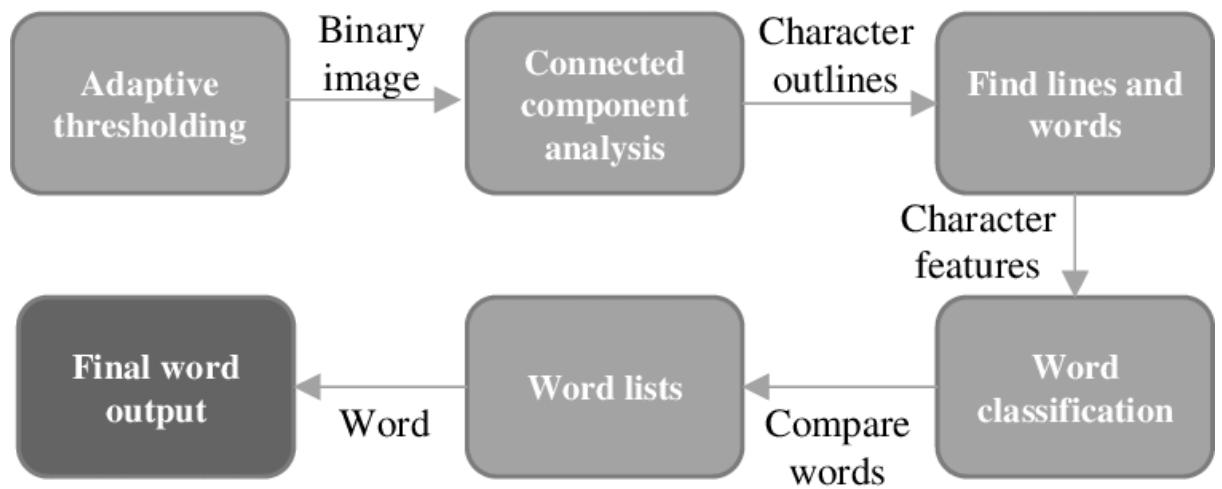 Adaptive
thresholding
Binary
image
Connected
component
analysis
Character
outlines
Find lines and
words
Character
features
Word
classification
Compare
words
Word lists
Word
Final word
output